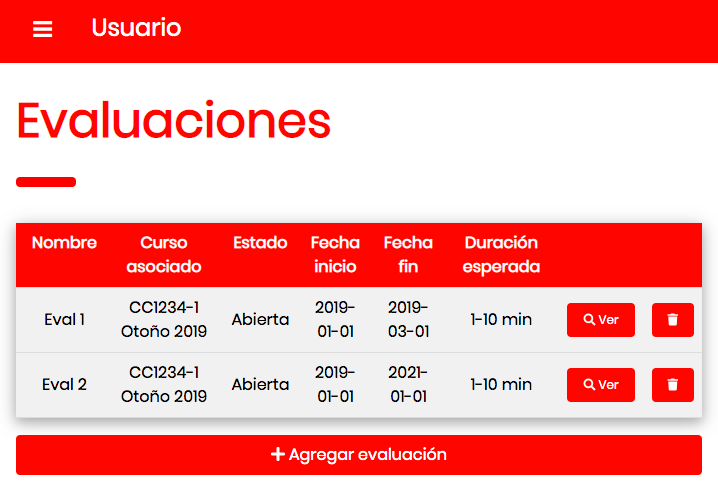 Usuario
Evaluaciones
Nombre Curso Estado Fecha Fecha Duración
asociado inicio fin esperada
Eval 1 CC1234-1 Otoño 2019 Abierta 2019-01-01 2019-03-01 1-10 min Ver
Eval 2 CC1234-1 Otoño 2019 Abierta 2019-01-01 2021-01-01 1-10 min Ver
Agregar evaluación